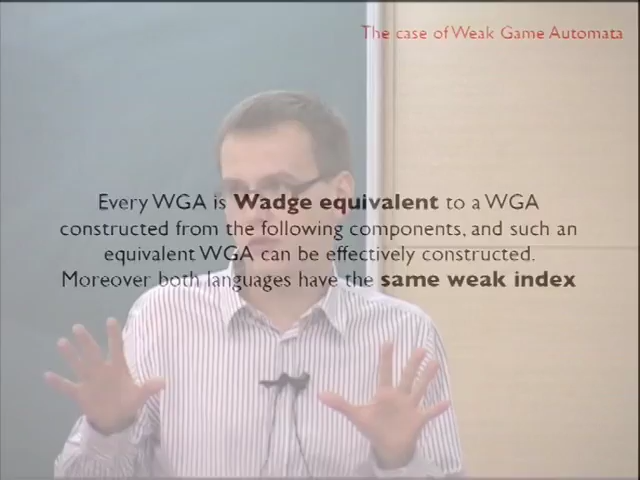 The case of Weak Game Automata
Every WGA is Wadge equivalent to a WGA
constructed from the following components, and such an
equivalent WGA can be effectively constructed.
Moreover both languages have the same weak index